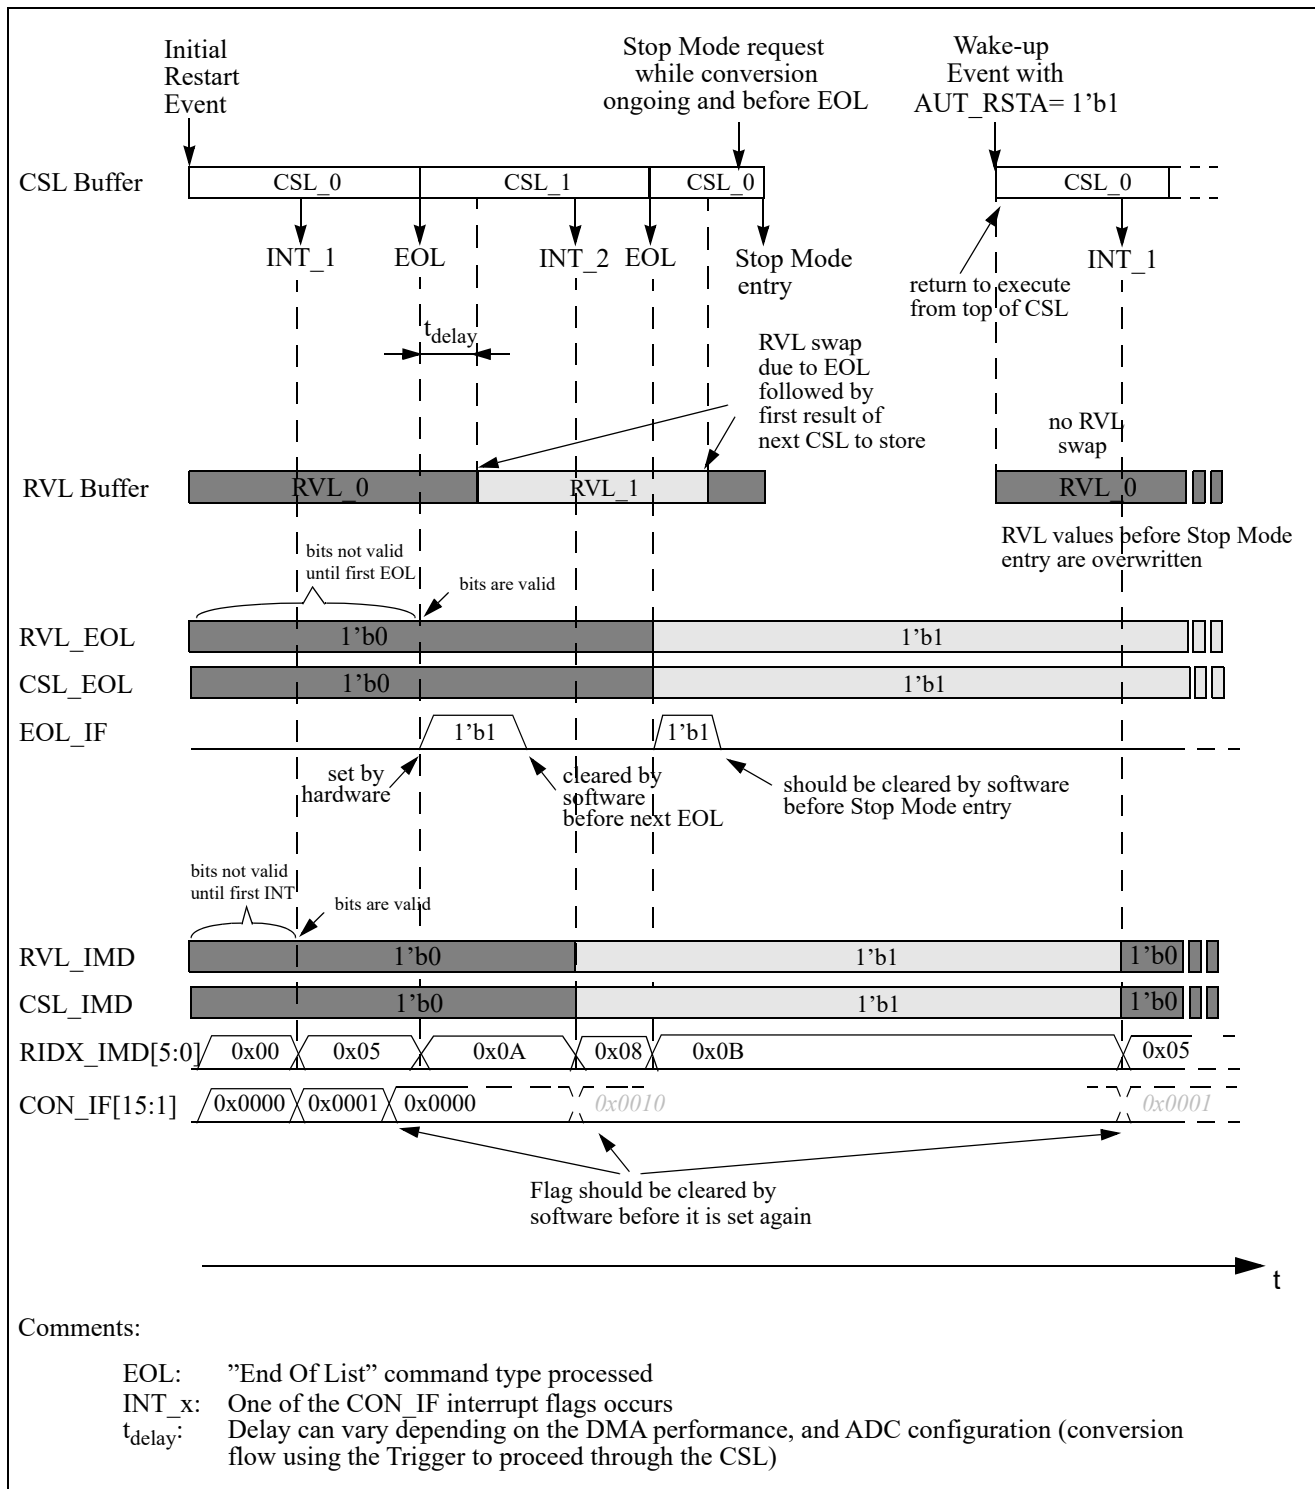 Initial
Restart
Event
Stop Mode request
while conversion
ongoing and before EOL
Wake-up
Event with
AUT_RSTA= 1’b1
CSL Buffer
CSL_0
CSL_1
CSL_0
CSL_0
INT_1
EOL
INT_2
EOL
Stop Mode
entry
INT_1
return to execute
from top of CSL
tdelay
RVL swap
due to EOL
followed by
first result of
next CSL to store
no RVL
swap
RVL Buffer
RVL_0
RVL_1
RVL_0
RVL values before Stop Mode
entry are overwritten
bits not valid
until first EOL
bits are valid
RVL_EOL
1’b0
1’b1
CSL_EOL
1’b0
1’b1
EOL_IF
1’b1
1’b1
set by
hardware
cleared by
software
before next EOL
should be cleared by software
before Stop Mode entry
bits not valid
until first INT
bits are valid
RVL_IMD
1’b0
1’b1
1’b0
CSL_IMD
1’b0
1’b1
1’b0
RIDX_IMD[5:0]
0x00
0x05
0x0A
0x08
0x0B
0x05
CON_IF[15:1]
0x0000
0x0001
0x0000
0x0010
0x0001
Flag should be cleared by
software before it is set again
t
Comments:
EOL: ”End Of List” command type processed
INT_x: One of the CON_IF interrupt flags occurs
tdelay: Delay can vary depending on the DMA performance, and ADC configuration (conversion
flow using the Trigger to proceed through the CSL)